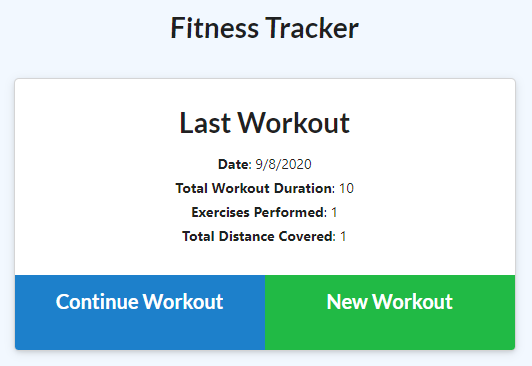 Fitness Tracker
Last Workout
Date: 9/8/2020
Total Workout Duration: 10
Exercises Performed: 1
Total Distance Covered: 1
Continue Workout
New Workout